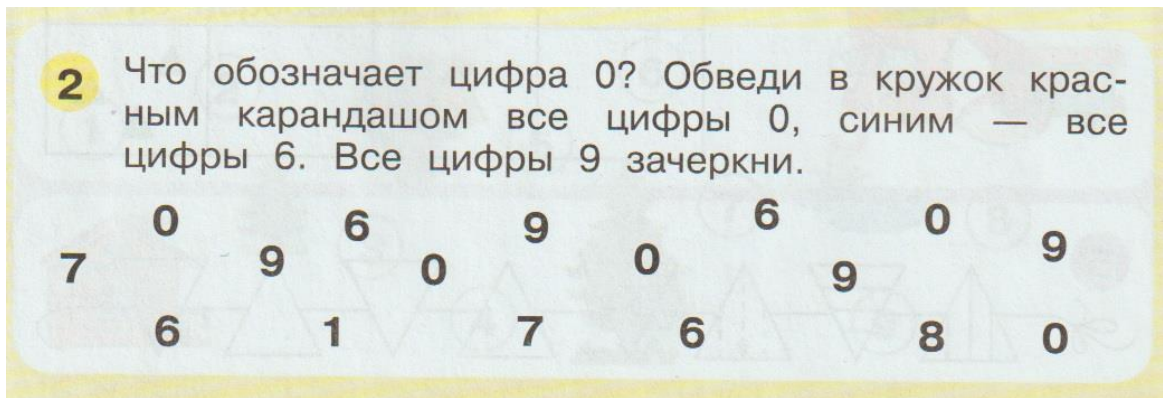 2 Что обозначает цифра 0? Обведи в кружок крас-
ным карандашом все цифры 0, синим — все
цифры 6. Все цифры 9 зачеркни.
0 6 9 6 0
7 9 0 0 9 9
6 1 7 6 8 0